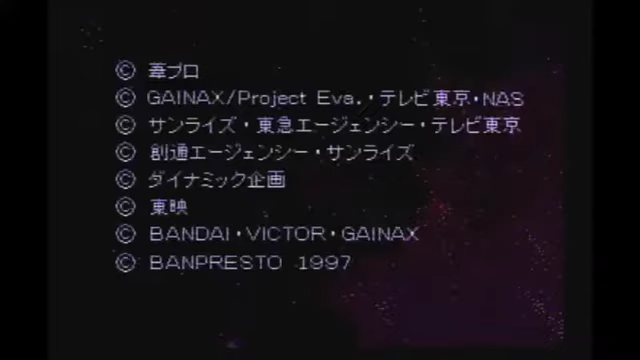 © 葦プロ
© GAINAX/Project Eva.・テレビ東京・NAS
© サンライズ・東急エージェンシー・テレビ東京
© 創通エージェンシー・サンライズ
© ダイナミック企画
© 東映
© BANDAI・VICTOR・GAINAX
© BANPRESTO 1997